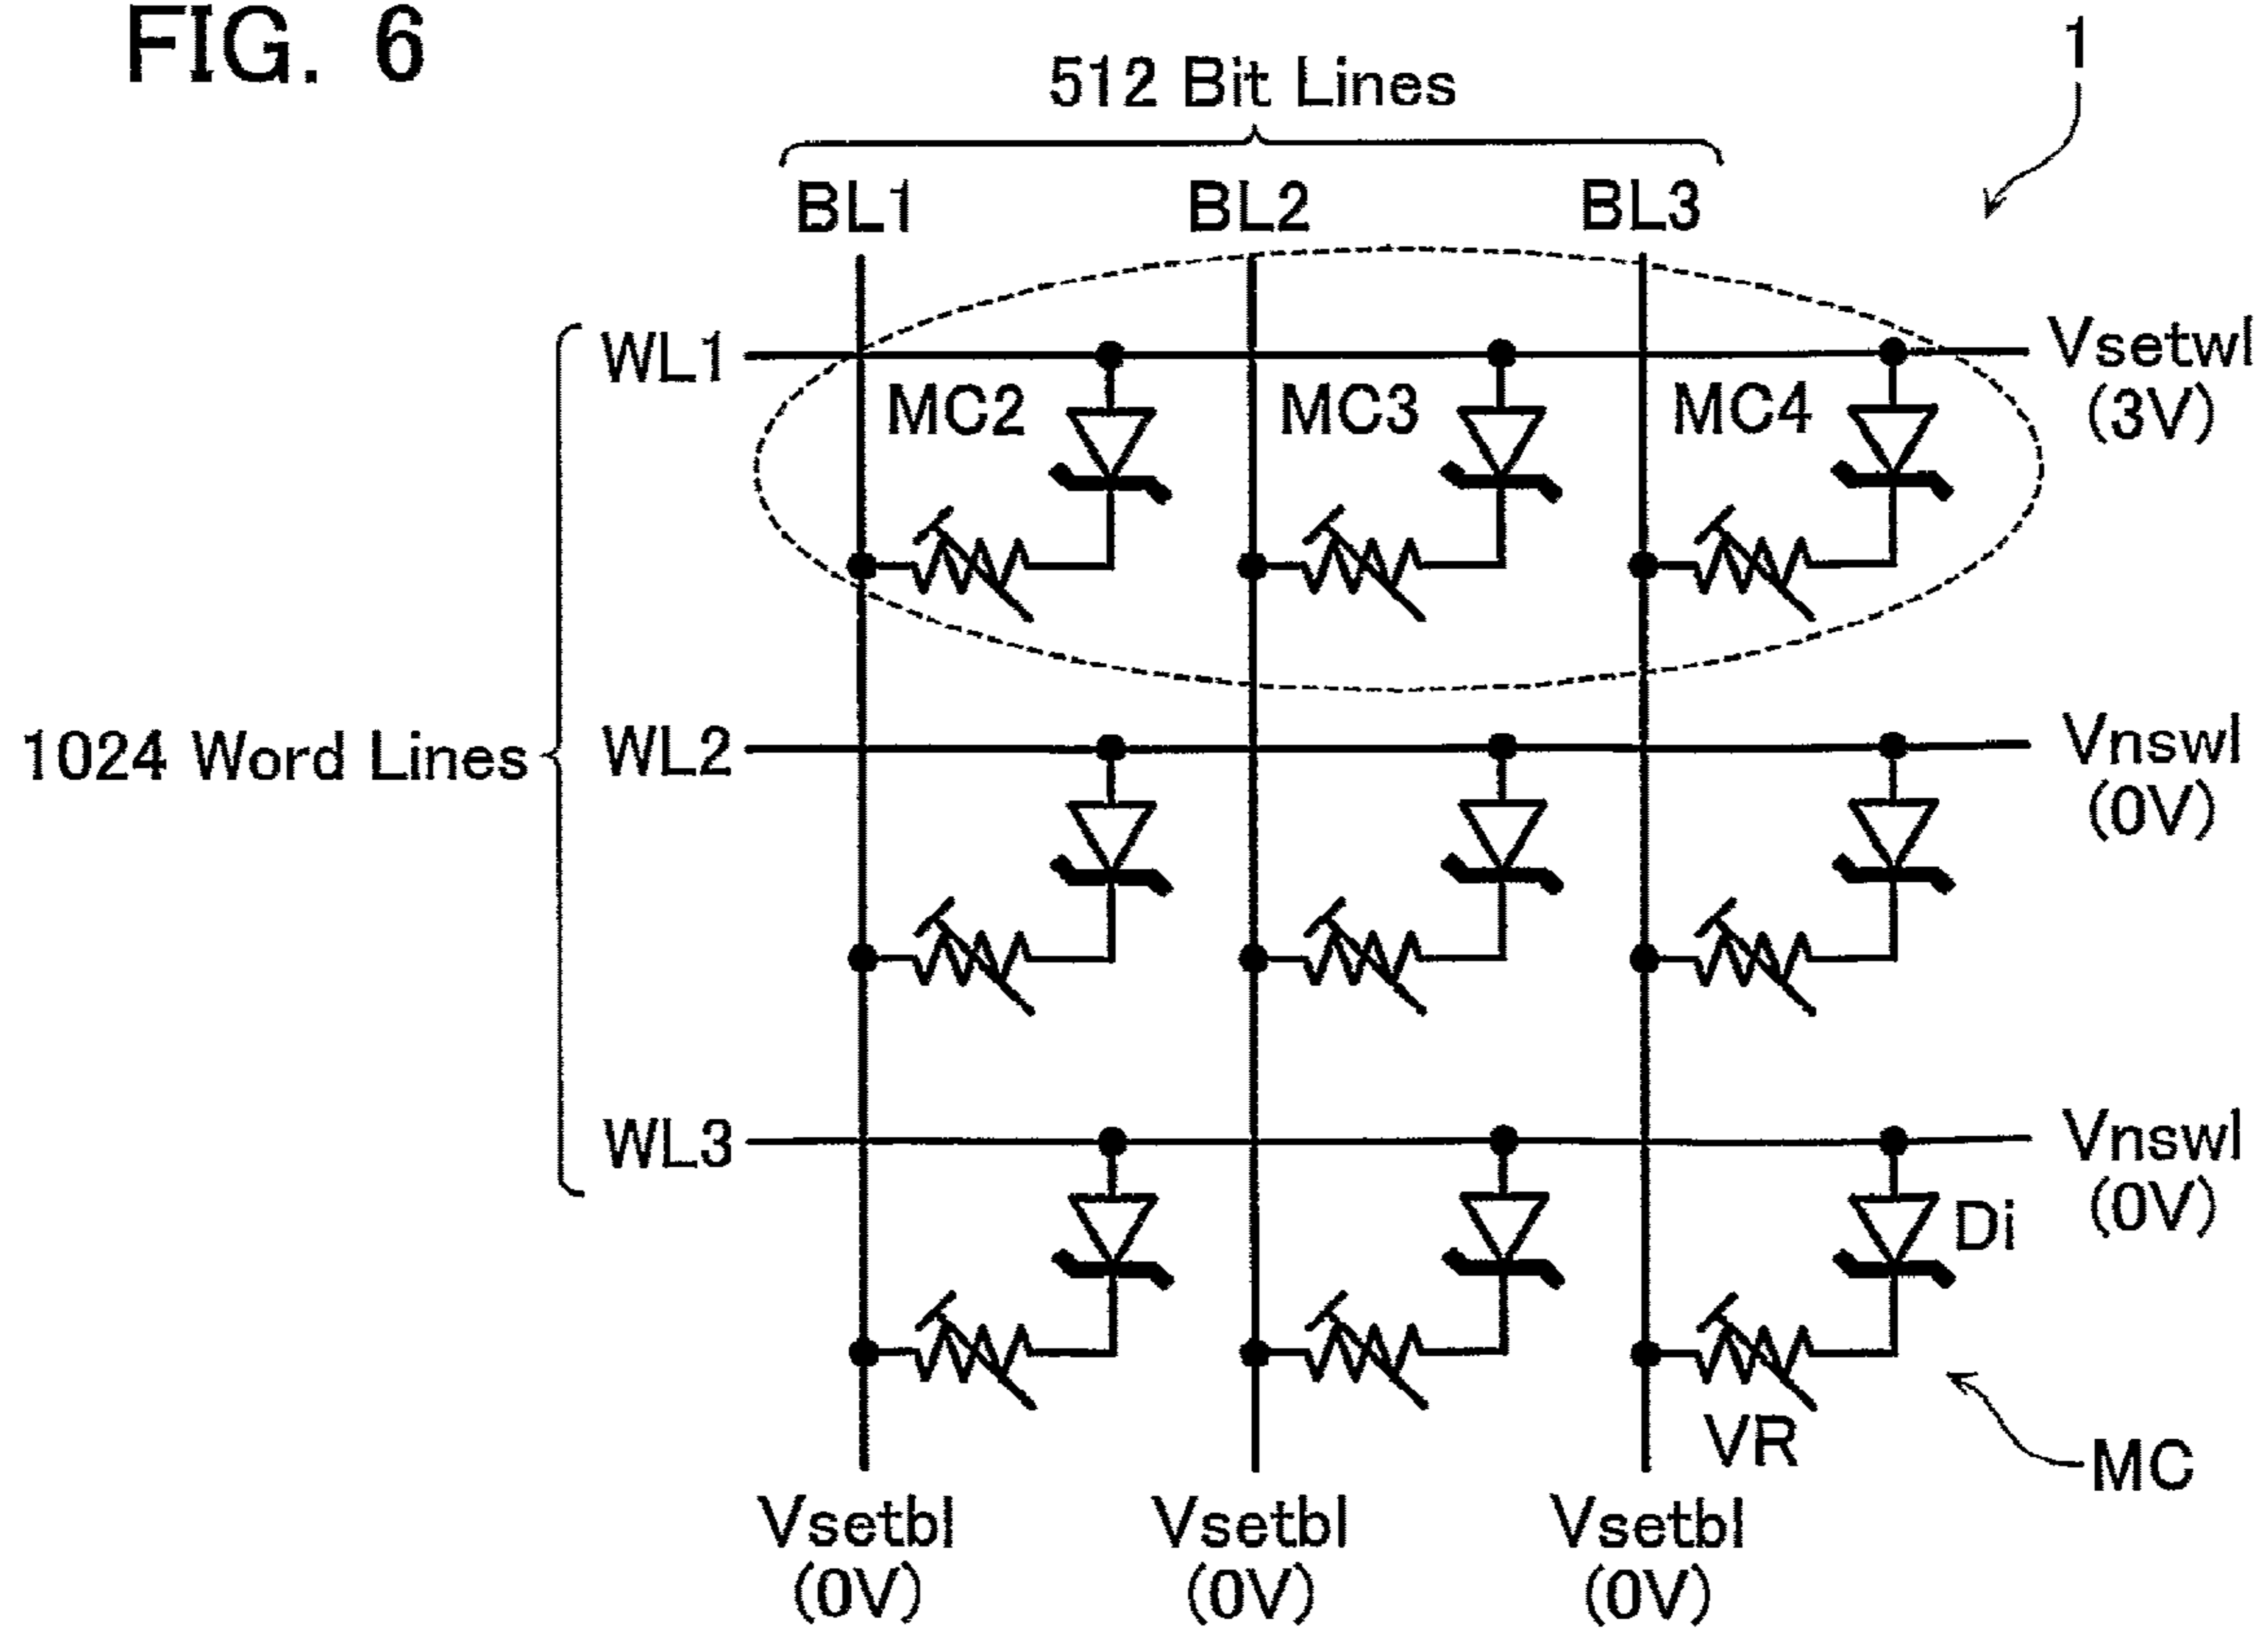 FIG. 6
1
512 Bit Lines
BL1 BL2 BL3
WL1 Vsetwl
(3V)
MC2 MC3 MC4
1024 Word Lines
WL2 Vnswl
(0V)
WL3 Vnswl
(0V)
Di
VR
MC
Vsetbl Vsetbl Vsetbl
(0V) (0V) (0V)